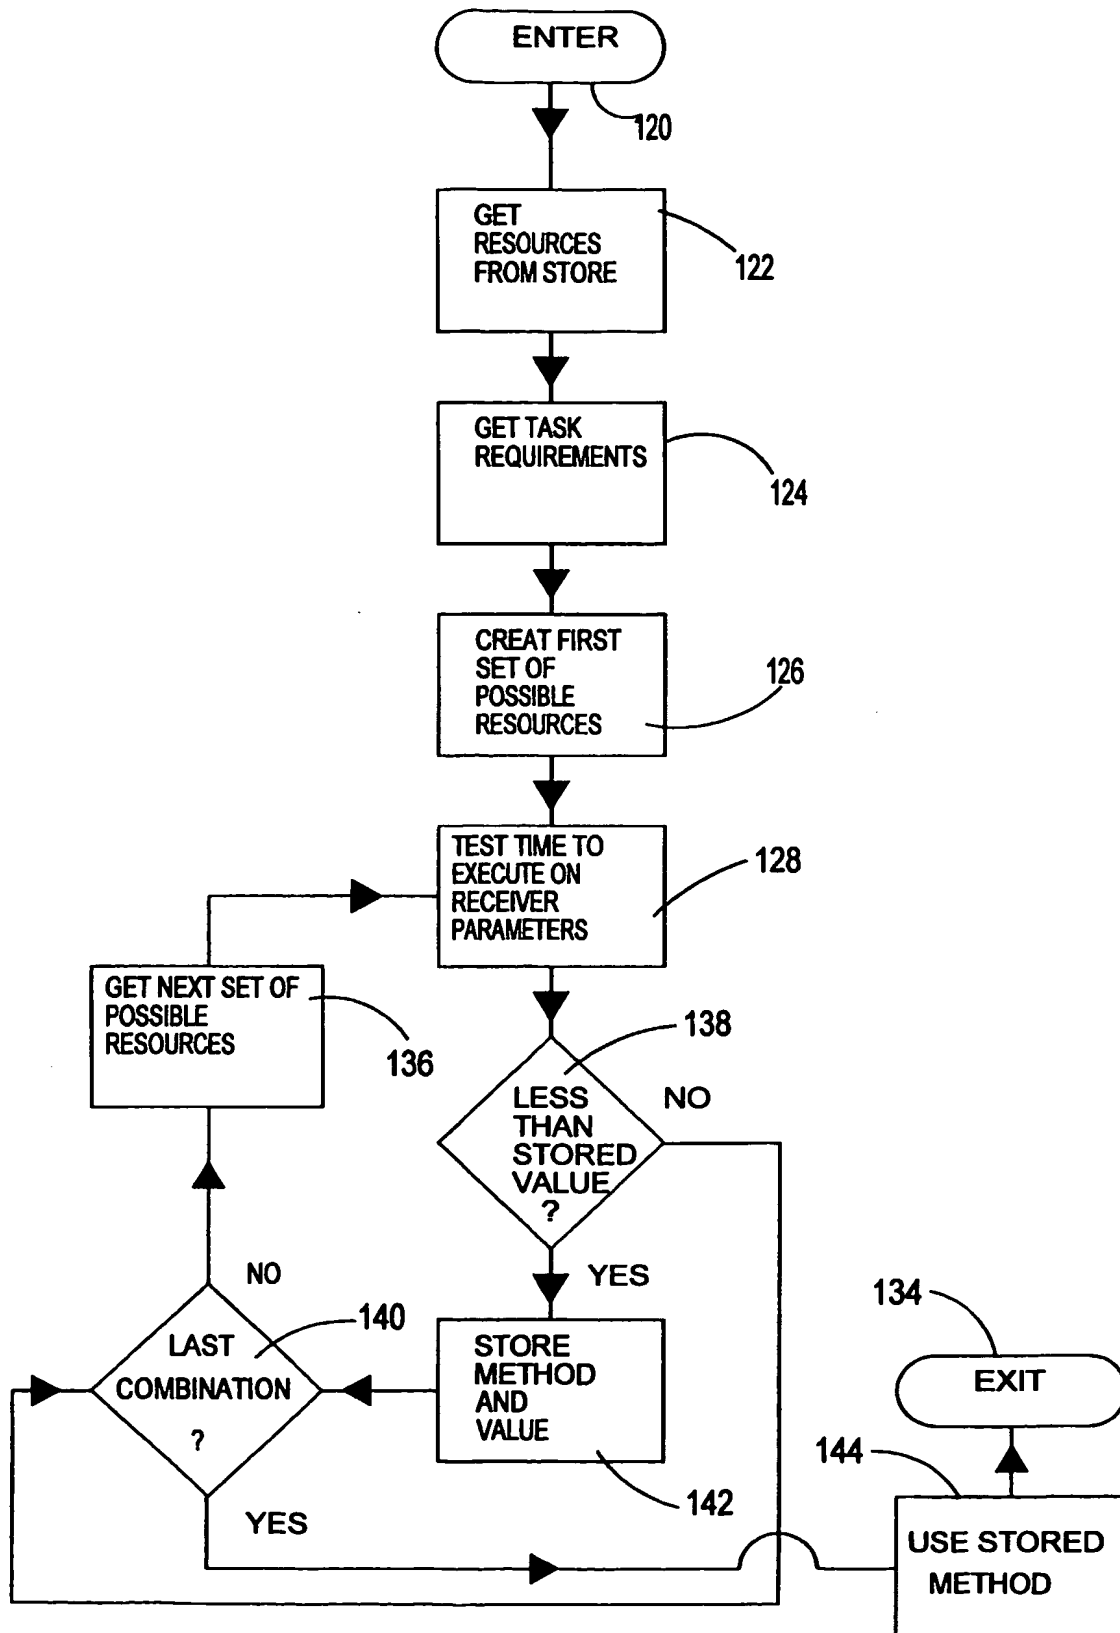 ENTER
120
GET
RESOURCES
FROM STORE
122
GET TASK
REQUIREMENTS
124
CREAT FIRST
SET OF
POSSIBLE
RESOURCES
126
TEST TIME TO
EXECUTE ON
RECEIVER
PARAMETERS
128
GET NEXT SET OF
POSSIBLE
RESOURCES
136
138
LESS
THAN
STORED
VALUE
?
NO
YES
NO
LAST
COMBINATION
?
140
YES
STORE
METHOD
AND
VALUE
142
134
EXIT
144
USE STORED
METHOD